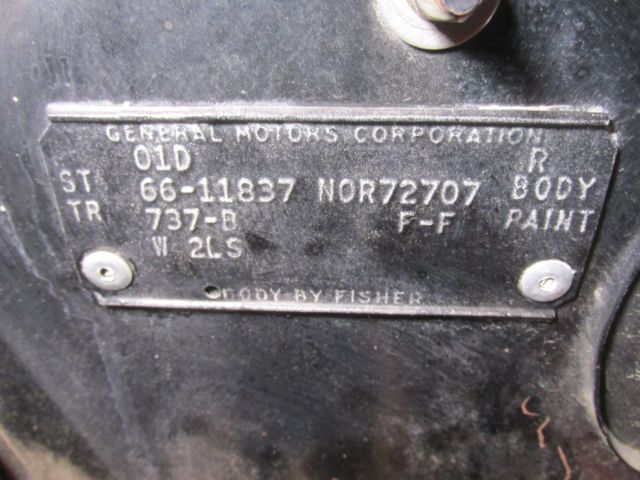 GENERAL MOTORS CORPORATION
01D R
ST 66-11837 NOR72707 BODY
TR 737-B F-F PAINT
W 2LS
BODY BY FISHER